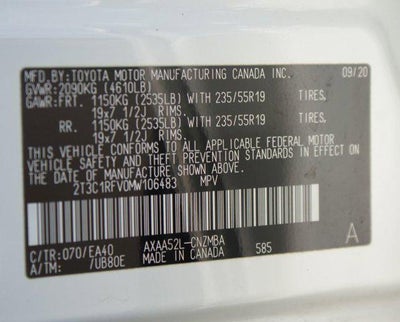 MFD.BY:TOYOTA MOTOR MANUFACTURING CANADA INC. 09/20
GVWR:2090KG (4610LB)
GAWR:FRT. 1150KG (2535LB) WITH 235/55R19 TIRES.
19x7 1/2J RIMS.
RR. 1150KG (2535LB) WITH 235/55R19 TIRES.
19x7 1/2J RIMS.
THIS VEHICLE CONFORMS TO ALL APPLICABLE FEDERAL MOTOR
VEHICLE SAFETY AND THEFT PREVENTION STANDARDS IN EFFECT ON
THE DATE OF MANUFACTURE SHOWN ABOVE.
2T3C1RFV0MW106483 MPV
C/TR:070/EA40 AXAA52L-CNZMBA A
A/TM: /UB80E MADE IN CANADA 585